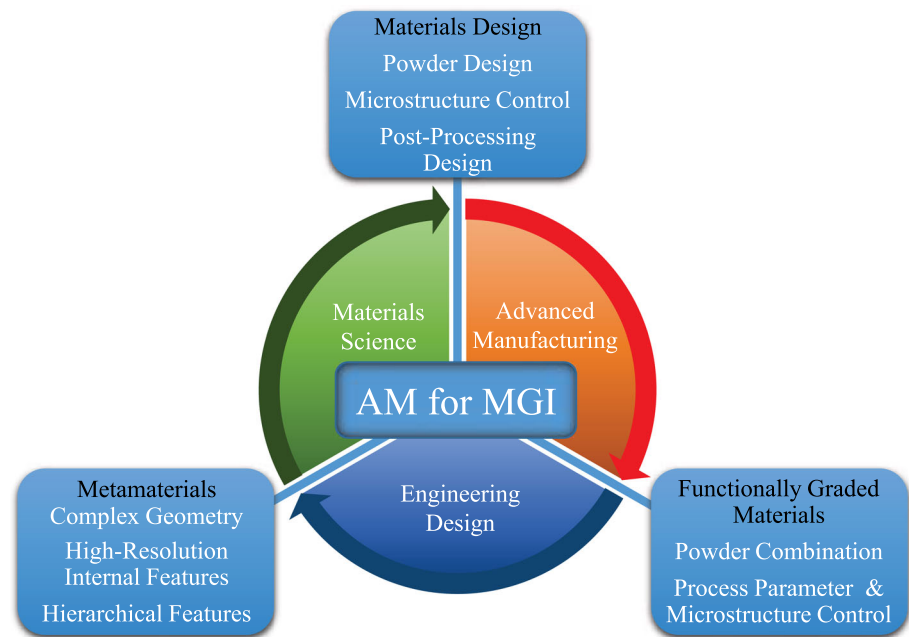 Materials Design
Powder Design
Microstructure Control
Post-Processing
Design
Materials
Science
Advanced
Manufacturing
AM for MGI
Engineering
Design
Metamaterials
Complex Geometry
High-Resolution
Internal Features
Hierarchical Features
Functionally Graded
Materials
Powder Combination
Process Parameter &
Microstructure Control